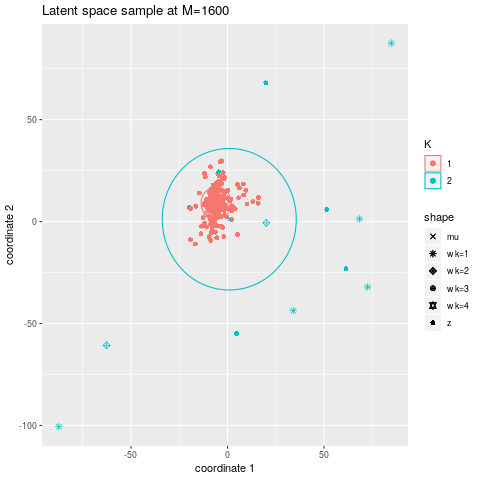 Latent space sample at M=1600
50
0
-50
-100
-50
0
50
coordinate 1
coordinate 2
K
1
2
shape
mu
w k=1
w k=2
w k=3
w k=4
z